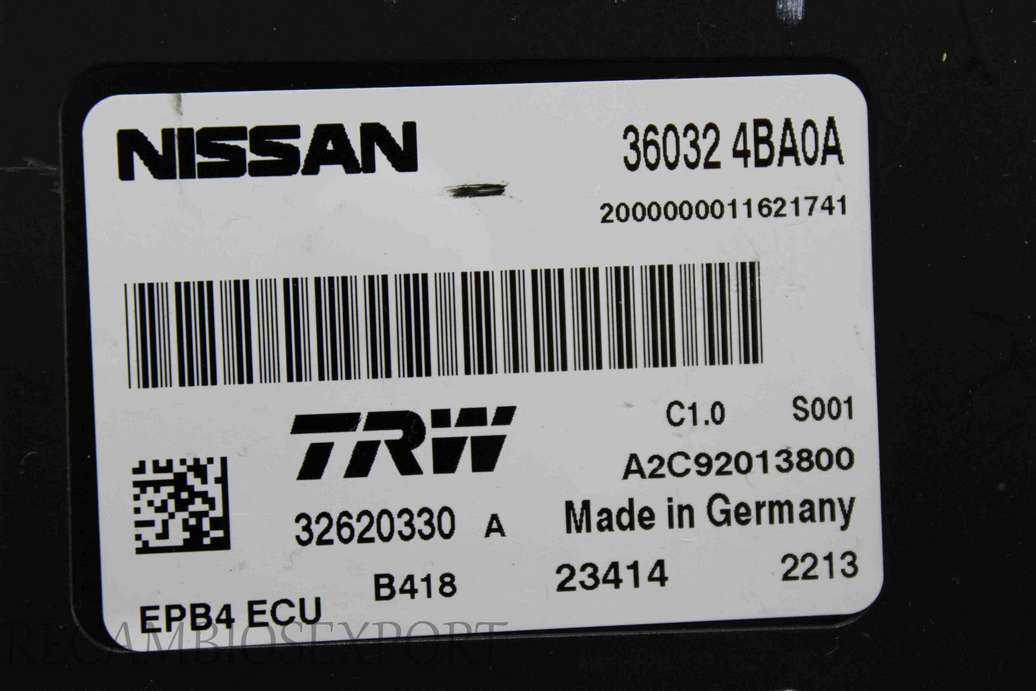 NISSAN 36032 4BA0A
2000000011621741
TRW C1.0 S001
A2C92013800
32620330 A Made in Germany
B418 23414 2213
EPB4 ECU
RECAMBIOSEXPORT